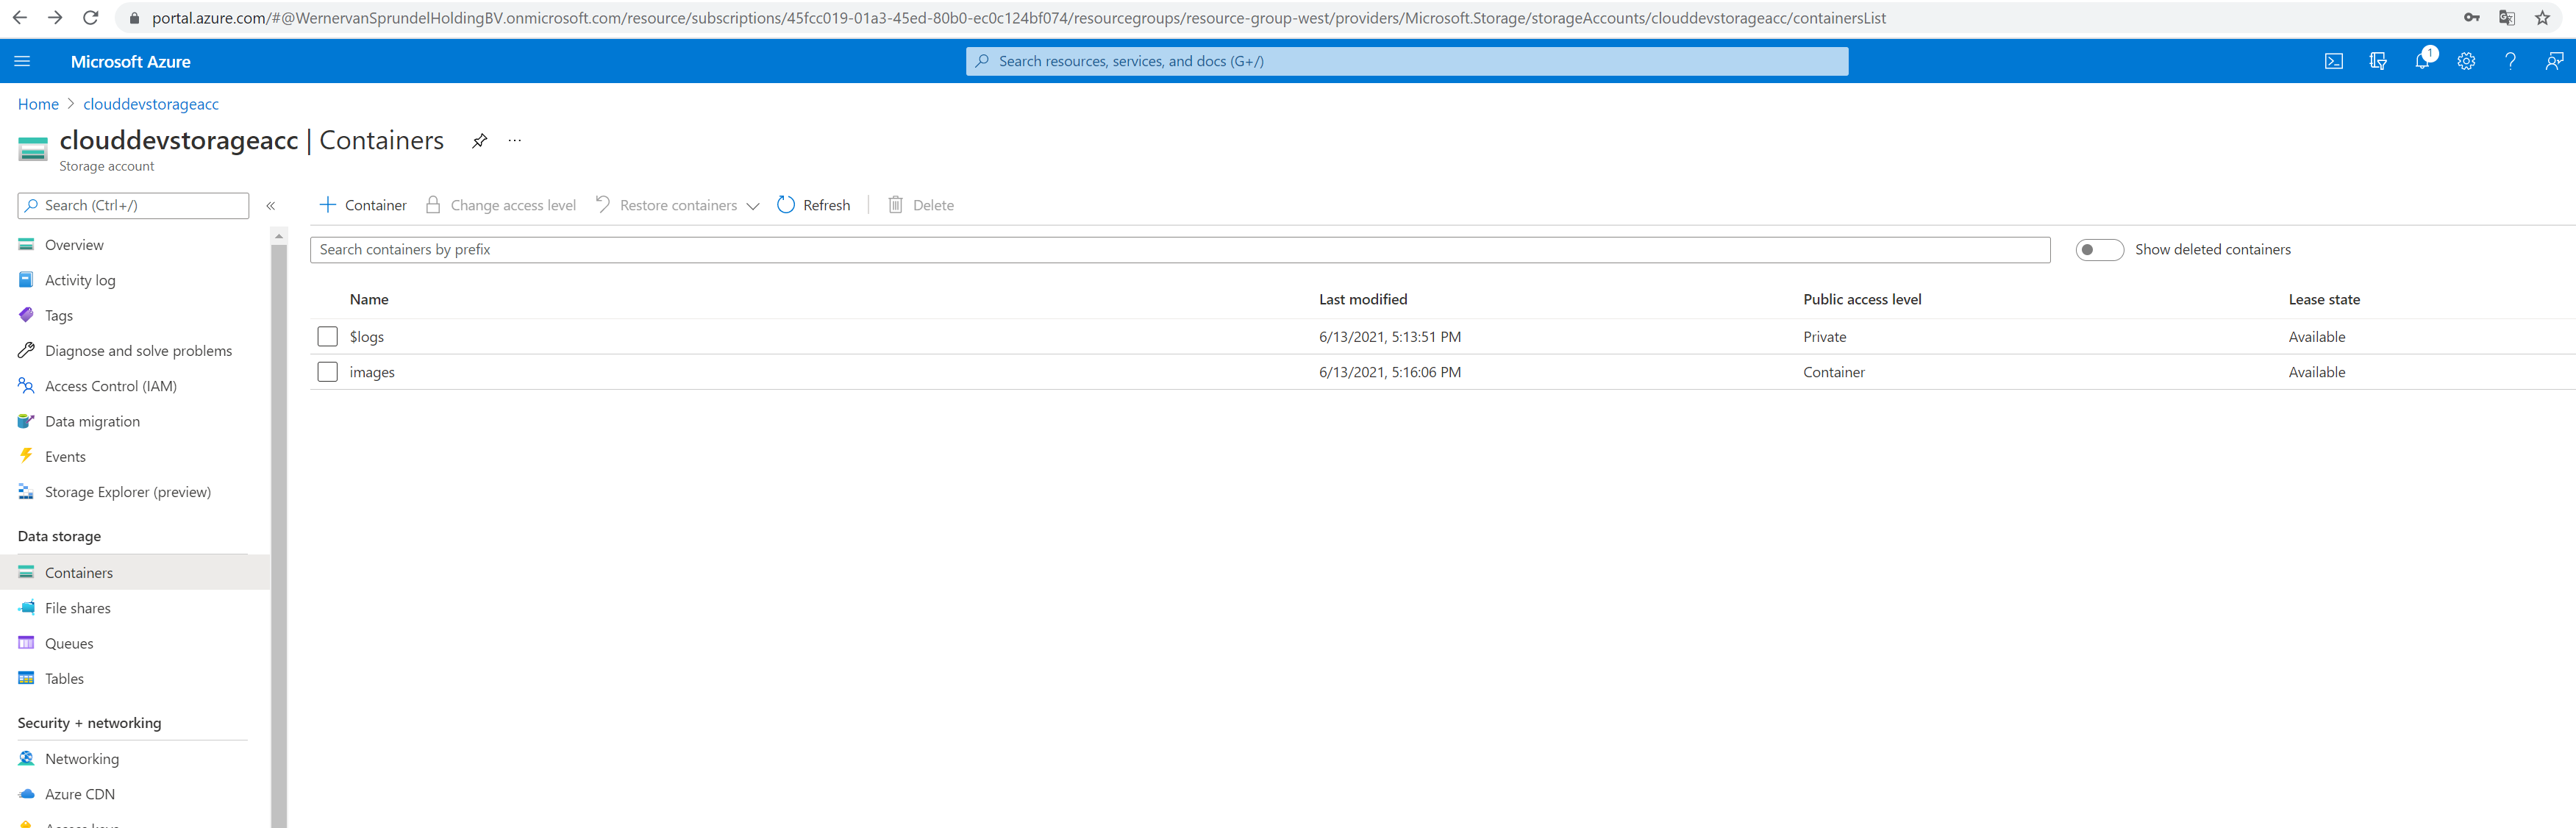 portal.azure.com/#@WernervanSprundelHoldingBV.onmicrosoft.com/resource/subscriptions/45fcc019-01a3-45ed-80b0-ec0c124bf074/resourcegroups/resource-group-west/providers/Microsoft.Storage/storageAccounts/clouddevstorageacc/containersList
Microsoft Azure
Search resources, services, and docs (G+/)
1
Home > clouddevstorageacc
clouddevstorageacc | Containers
Storage account
Search (Ctrl+/)
Container Change access level Restore containers Refresh Delete
Overview
Activity log
Tags
Diagnose and solve problems
Access Control (IAM)
Data migration
Events
Storage Explorer (preview)
Data storage
Containers
File shares
Queues
Tables
Security + networking
Networking
Azure CDN
Access keys
Search containers by prefix
Show deleted containers
Name Last modified Public access level Lease state
$logs 6/13/2021, 5:13:51 PM Private Available
images 6/13/2021, 5:16:06 PM Container Available